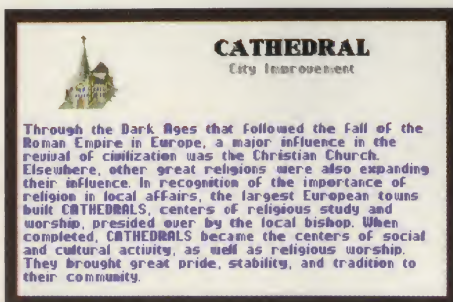 CATHEDRAL
City Improvement
Through the Dark Ages that followed the fall of the
Roman Empire in Europe, a major influence in the
revival of civilization was the Christian Church.
Elsewhere, other great religions were also expanding
their influence. In recognition of the importance of
religion in local affairs, the largest European towns
built CATHEDRALS, centers of religious study and
worship, presided over by the local bishop. When
completed, CATHEDRALS became the centers of social
and cultural activity, as well as religious worship.
They brought great pride, stability, and tradition to
their community.